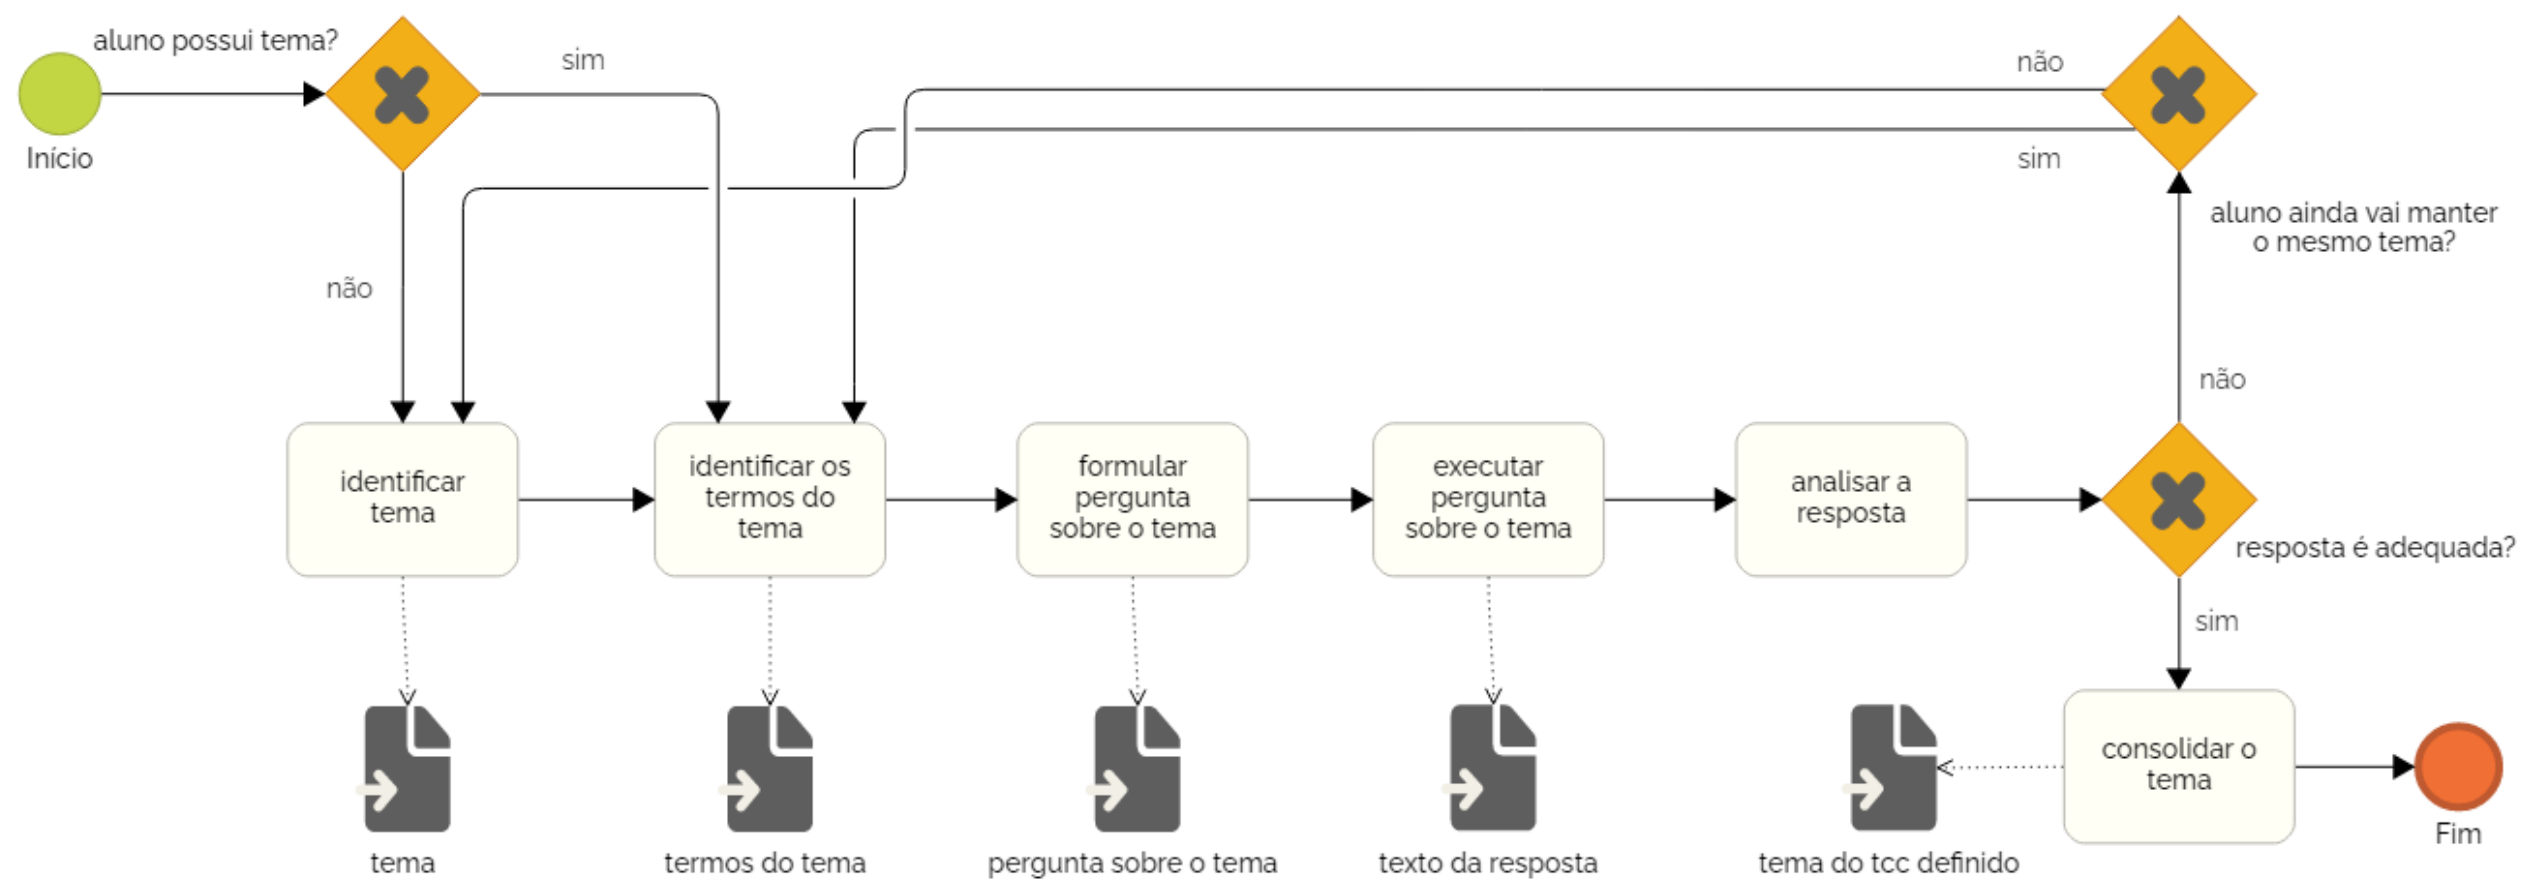 aluno possui tema?
sim
não
Início
sim
aluno ainda vai manter
o mesmo tema?
não
não
identificar
tema
identificar os
termos do
tema
formular
pergunta
sobre o tema
executar
pergunta
sobre o tema
analisar a
resposta
resposta é adequada?
sim
consolidar o
tema
Fim
tema
termos do tema
pergunta sobre o tema
texto da resposta
tema do tcc definido